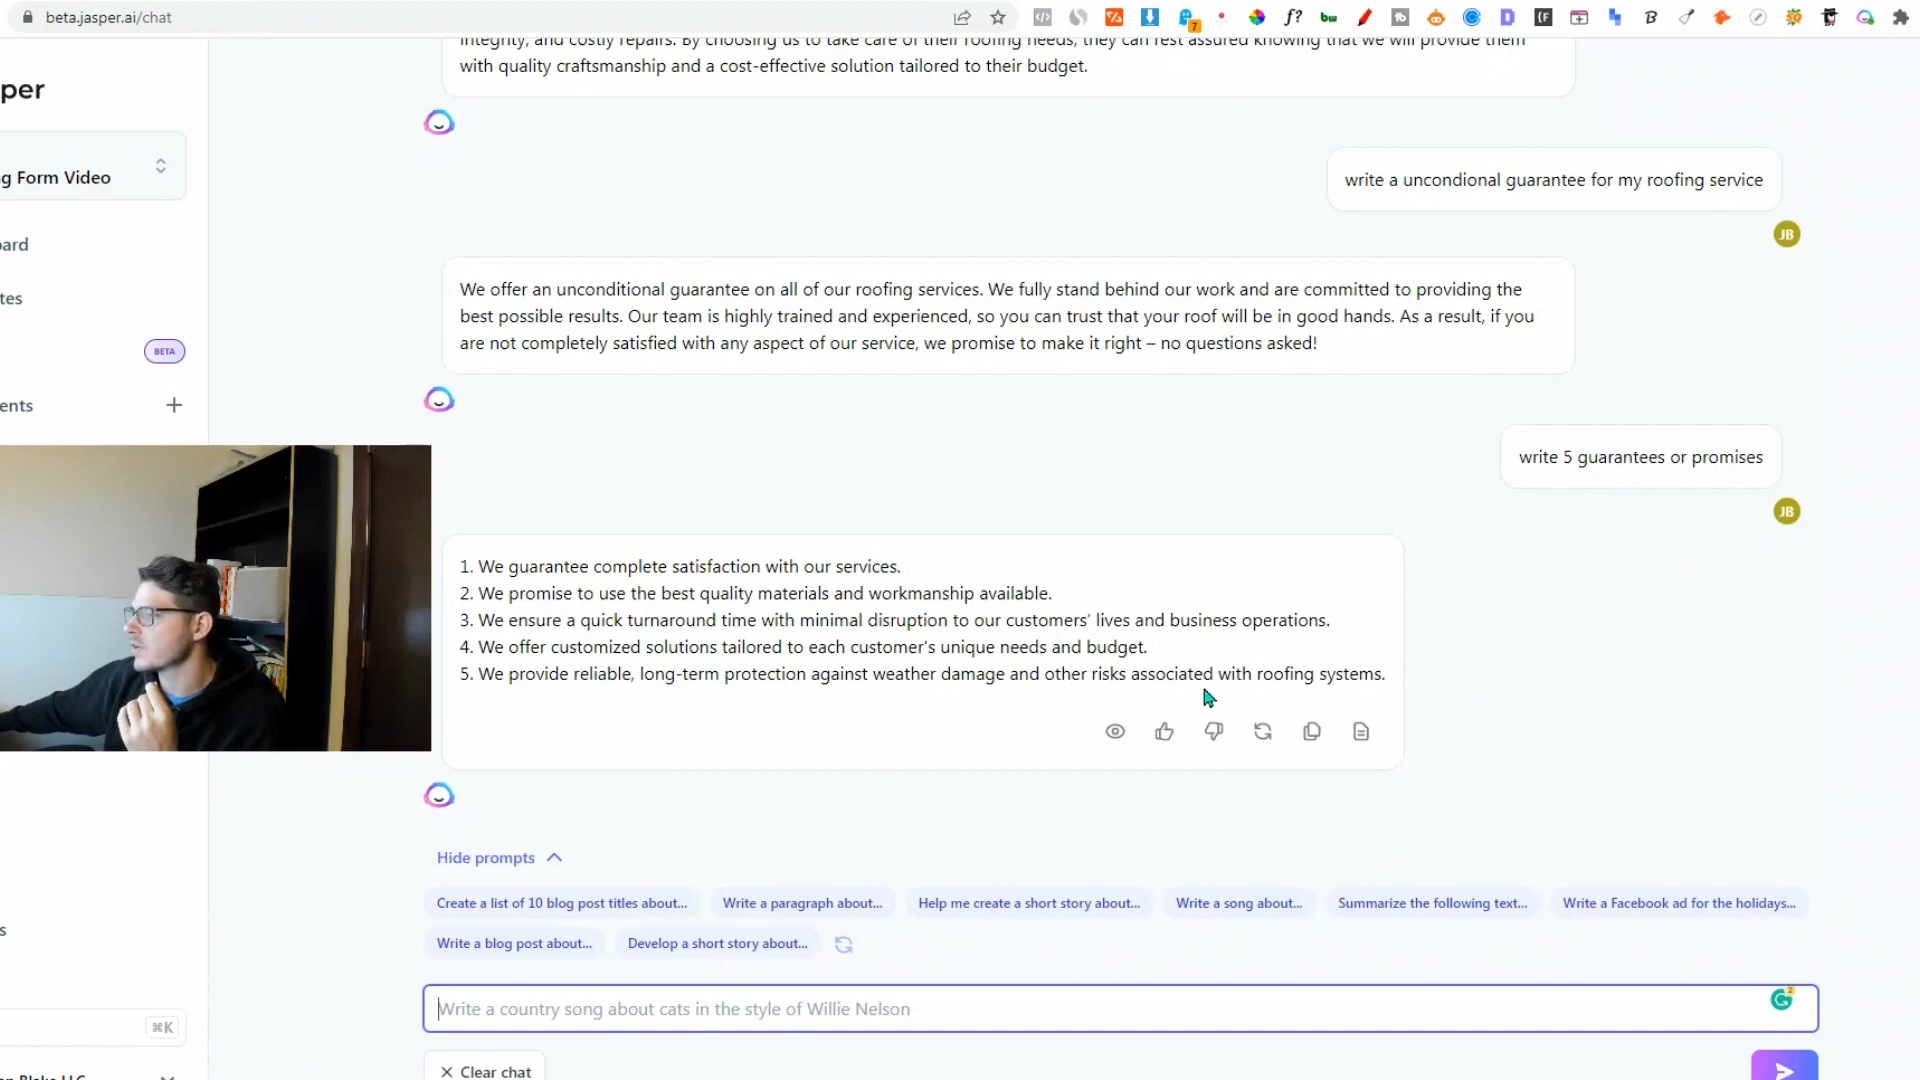 beta.jasper.ai/chat
7
integrity, and costly repairs. By choosing us to take care of their roofing needs, they can rest assured knowing that we will provide them
with quality craftsmanship and a cost-effective solution tailored to their budget.
per
g Form Video
write a uncondional guarantee for my roofing service
JB
ard
tes
We offer an unconditional guarantee on all of our roofing services. We fully stand behind our work and are committed to providing the
best possible results. Our team is highly trained and experienced, so you can trust that your roof will be in good hands. As a result, if you
are not completely satisfied with any aspect of our service, we promise to make it right – no questions asked!
BETA
ents
write 5 guarantees or promises
JB
1. We guarantee complete satisfaction with our services.
2. We promise to use the best quality materials and workmanship available.
3. We ensure a quick turnaround time with minimal disruption to our customers' lives and business operations.
4. We offer customized solutions tailored to each customer's unique needs and budget.
5. We provide reliable, long-term protection against weather damage and other risks associated with roofing systems.
Hide prompts
Create a list of 10 blog post titles about...
Write a paragraph about...
Help me create a short story about...
Write a song about...
Summarize the following text...
Write a Facebook ad for the holidays...
s
Write a blog post about...
Develop a short story about...
Write a country song about cats in the style of Willie Nelson
2
⌘K
Clear chat